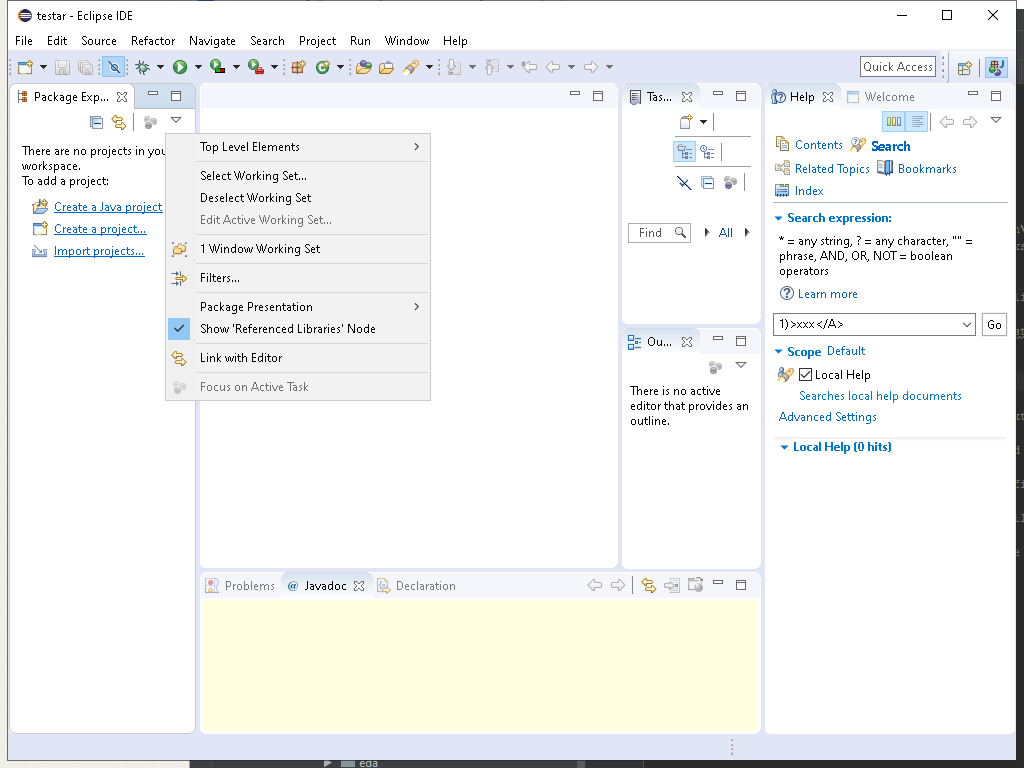 testar - Eclipse IDE
File Edit Source Refactor Navigate Search Project Run Window Help
Quick Access
Package Exp...
There are no projects in you
workspace.
To add a project:
Create a Java project
Create a project...
Import projects...
Top Level Elements
Select Working Set...
Deselect Working Set
Edit Active Working Set...
1 Window Working Set
Filters...
Package Presentation
Show 'Referenced Libraries' Node
Link with Editor
Focus on Active Task
Tas...
Find
All
Ou...
There is no active
editor that provides an
outline.
Help Welcome
Contents Search
Related Topics Bookmarks
Index
Search expression:
* = any string, ? = any character, "" =
phrase, AND, OR, NOT = boolean
operators
Learn more
1)>xxx</A>
Go
Scope Default
Local Help
Searches local help documents
Advanced Settings
Local Help (0 hits)
Problems @ Javadoc Declaration
eda